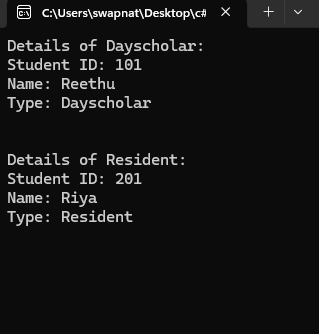 C:\Users\swapnat\Desktop\c#
Details of Dayscholar:
Student ID: 101
Name: Reethu
Type: Dayscholar
Details of Resident:
Student ID: 201
Name: Riya
Type: Resident